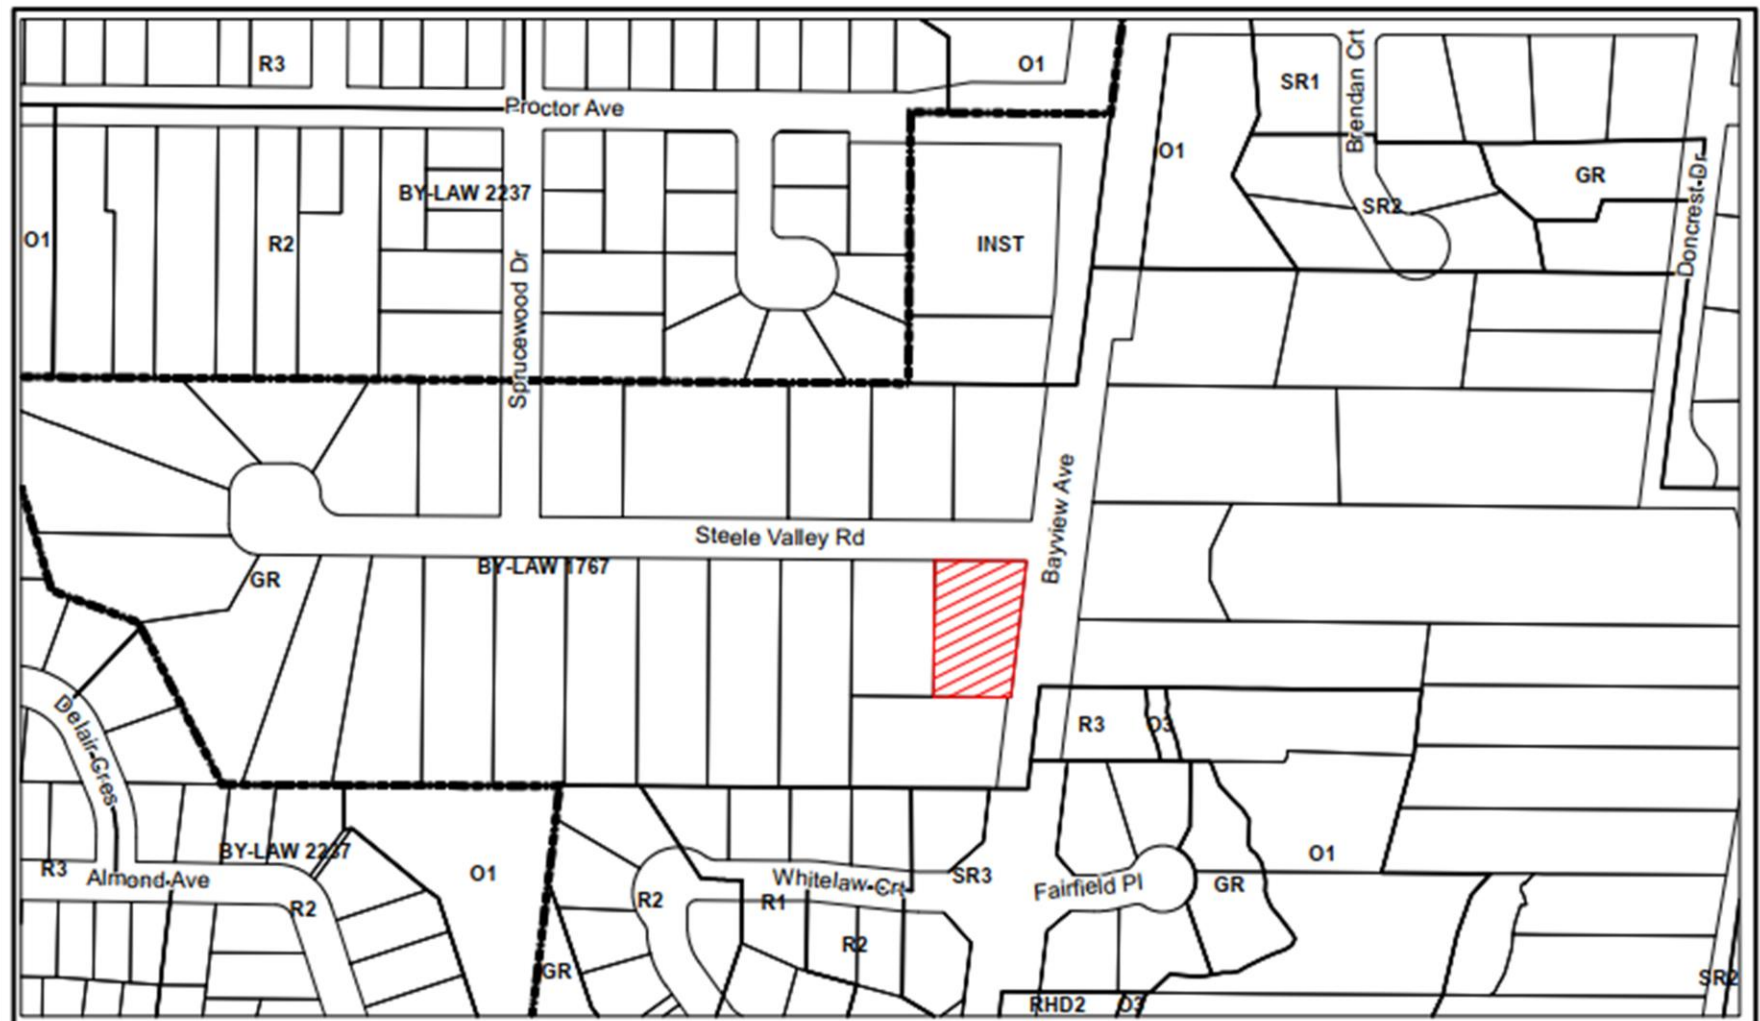 R3
O1
SR1
Brendan Crt
Proctor Ave
O1
GR
BY-LAW 2237
SR2
Doncrest Dr
O1
R2
INST
Sprucewood Dr
Steele Valley Rd
Bayview Ave
BY-LAW 1767
GR
Delair Cres
R3
O3
BY-LAW 2237
R3
Almond Ave
O1
Whitelaw Crt
SR3
Fairfield Pl
GR
O1
R2
R2
R1
R2
GR
SR2
RHD2
O3